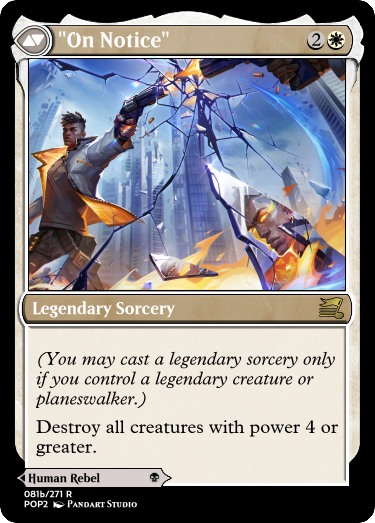 "On Notice" 2
Legendary Sorcery
(You may cast a legendary sorcery only
if you control a legendary creature or
planeswalker.)
Destroy all creatures with power 4 or
greater.
Human Rebel
081b/271 R
POP2 Pandart Studio